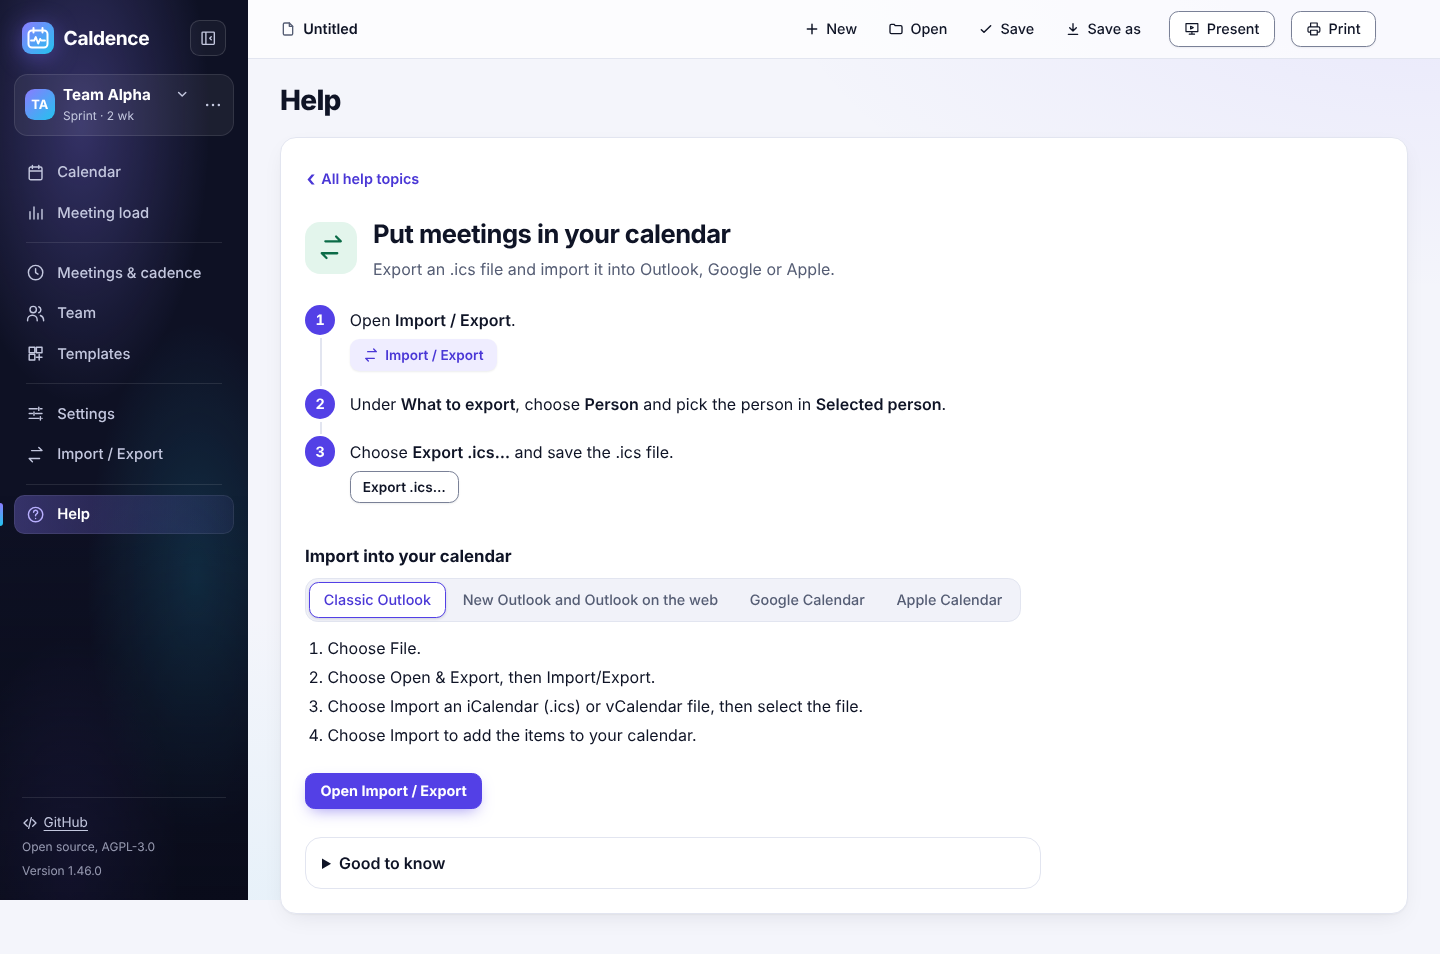 Caldence
TA
Team Alpha
Sprint · 2 wk
Calendar
Meeting load
Meetings & cadence
Team
Templates
Settings
Import / Export
Help
GitHub
Open source, AGPL-3.0
Version 1.46.0
Untitled
New
Open
Save
Save as
Present
Print
Help
All help topics
Put meetings in your calendar
Export an .ics file and import it into Outlook, Google or Apple.
1
Open Import / Export.
Import / Export
2
Under What to export, choose Person and pick the person in Selected person.
3
Choose Export .ics… and save the .ics file.
Export .ics…
Import into your calendar
Classic Outlook
New Outlook and Outlook on the web
Google Calendar
Apple Calendar
1. Choose File.
2. Choose Open & Export, then Import/Export.
3. Choose Import an iCalendar (.ics) or vCalendar file, then select the file.
4. Choose Import to add the items to your calendar.
Open Import / Export
Good to know